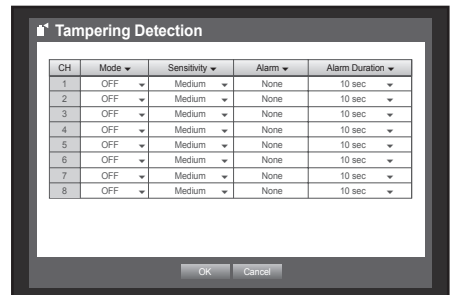 Tampering Detection
CH Mode Sensitivity Alarm Alarm Duration
1 OFF Medium None 10 sec
2 OFF Medium None 10 sec
3 OFF Medium None 10 sec
4 OFF Medium None 10 sec
5 OFF Medium None 10 sec
6 OFF Medium None 10 sec
7 OFF Medium None 10 sec
8 OFF Medium None 10 sec
OK Cancel